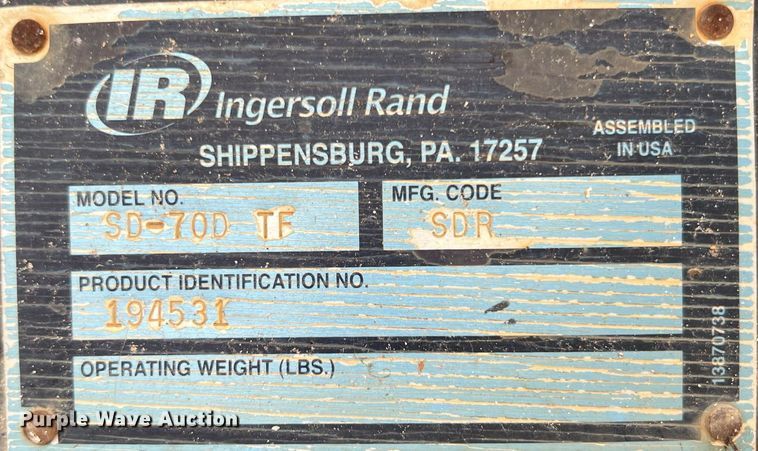 IR Ingersoll Rand
SHIPPENSBURG, PA. 17257
ASSEMBLED
IN USA
MODEL NO.
SD-70D TF
MFG. CODE
SDR
PRODUCT IDENTIFICATION NO.
194531
OPERATING WEIGHT (LBS.)
13370738
Purple Wave Auction